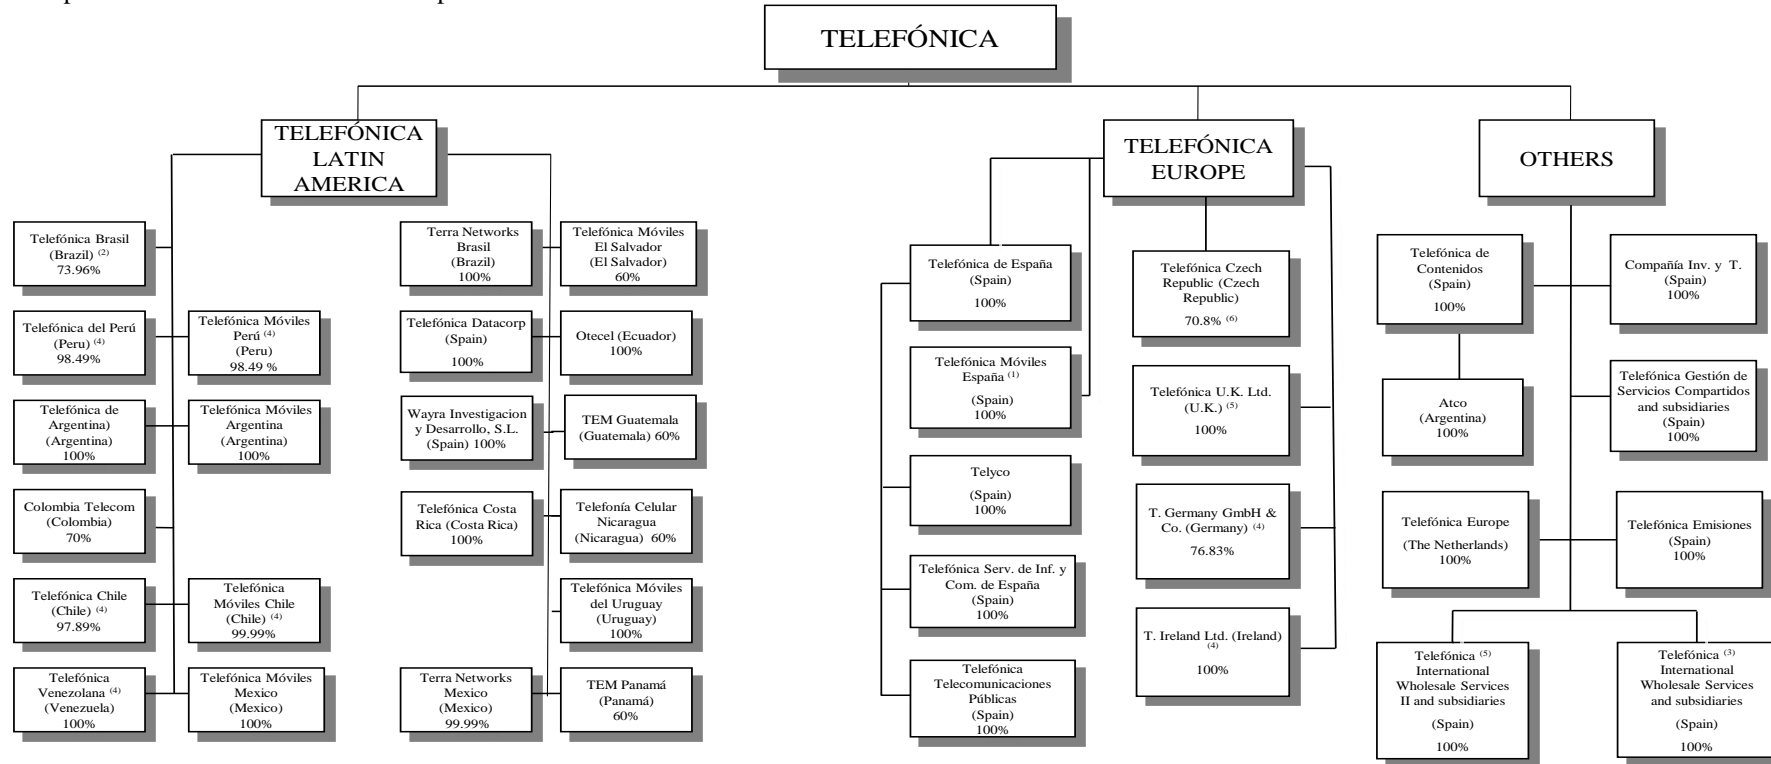 TELEFÓNICA
TELEFÓNICA
LATIN
AMERICA
TELEFÓNICA
EUROPE
OTHERS
Telefónica Brasil
(Brazil) (2)
73.96%
Telefónica del Perú
(Peru) (4)
98.49%
Telefónica Móviles
Perú (4)
(Peru)
98.49 %
Telefónica de
Argentina)
(Argentina)
100%
Telefónica Móviles
Argentina
(Argentina)
100%
Colombia Telecom
(Colombia)
70%
Telefónica Chile
(Chile) (4)
97.89%
Telefónica
Móviles Chile
(Chile) (4)
99.99%
Telefónica
Venezolana (4)
(Venezuela)
100%
Telefónica Móviles
Mexico
(Mexico)
100%
Terra Networks
Brasil
(Brazil)
100%
Telefónica Móviles
El Salvador
(El Salvador)
60%
Telefónica Datacorp
(Spain)
100%
Otecel (Ecuador)
100%
Wayra Investigacion
y Desarrollo, S.L.
(Spain) 100%
TEM Guatemala
(Guatemala) 60%
Telefónica Costa
Rica (Costa Rica)
100%
Telefonía Celular
Nicaragua
(Nicaragua) 60%
Telefónica Móviles
del Uruguay
(Uruguay)
100%
Terra Networks
Mexico
(Mexico)
99.99%
TEM Panamá
(Panamá)
60%
Telefónica de España
(Spain)
100%
Telefónica Móviles
España (1)
(Spain)
100%
Telyco
(Spain)
100%
Telefónica Serv. de Inf. y
Com. de España
(Spain)
100%
Telefónica
Telecomunicaciones
Públicas
(Spain)
100%
Telefónica Czech
Republic (Czech
Republic)
70.8% (6)
Telefónica U.K. Ltd.
(U.K.) (5)
100%
T. Germany GmbH &
Co. (Germany) (4)
76.83%
T. Ireland Ltd. (Ireland)
(4)
100%
Telefónica de
Contenidos
(Spain)
100%
Compañía Inv. y T.
(Spain)
100%
Atco
(Argentina)
100%
Telefónica Gestión de
Servicios Compartidos
and subsidiaries
(Spain)
100%
Telefónica Europe
(The Netherlands)
100%
Telefónica Emisiones
(Spain)
100%
Telefónica (5)
International
Wholesale Services
II and subsidiaries
(Spain)
100%
Telefónica (3)
International
Wholesale Services
and subsidiaries
(Spain)
100%